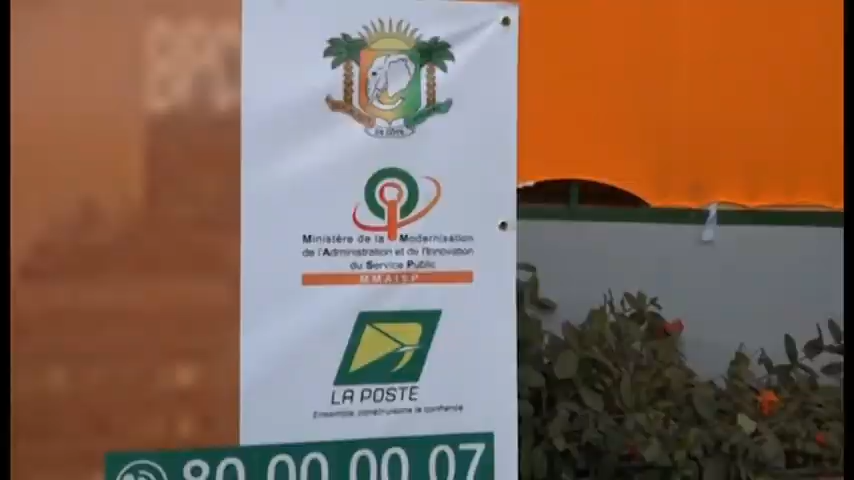 Ministère de la Modernisation
de l'Administration et de l'Innovation
du Service Public
MMAISP
LA POSTE
Ensemble, construisons la confiance
80 00 00 07